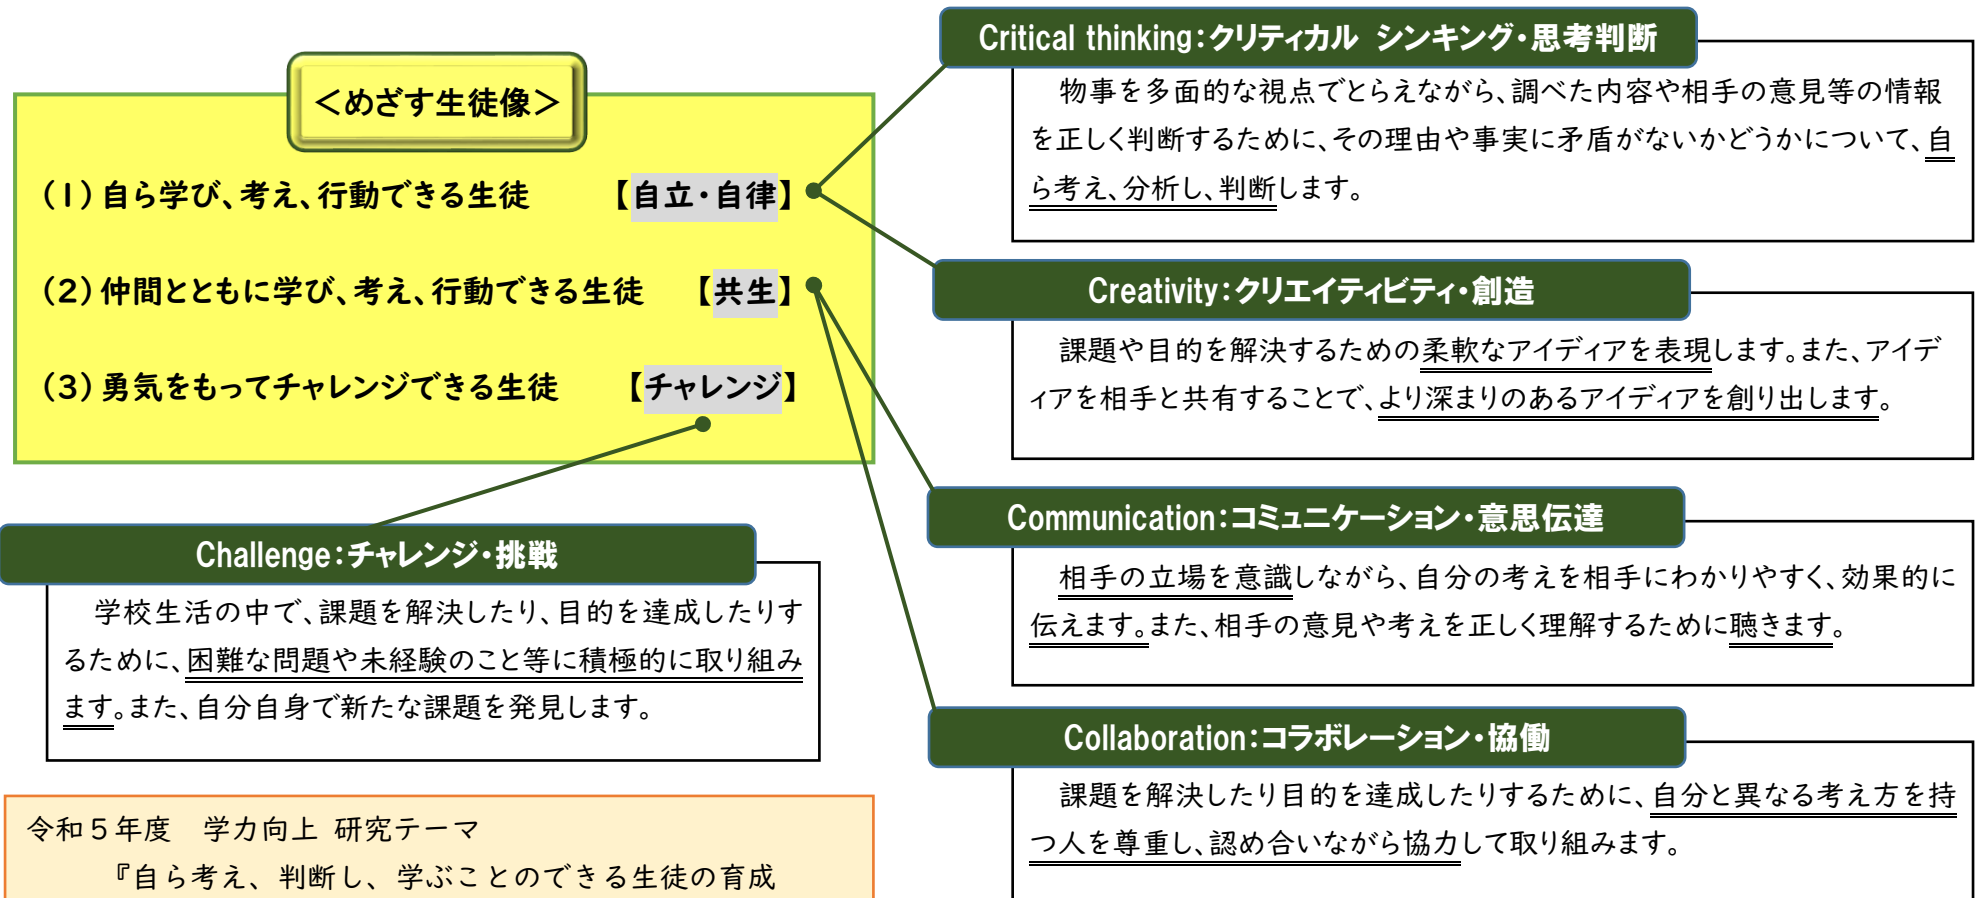 ＜めざす生徒像＞
(1)自ら学び、考え、行動できる生徒　【自立・自律】
(2)仲間とともに学び、考え、行動できる生徒　【共生】
(3)勇気をもってチャレンジできる生徒　【チャレンジ】
Critical thinking：クリティカル シンキング・思考判断
物事を多面的な視点でとらえながら、調べた内容や相手の意見等の情報
を正しく判断するために、その理由や事実に矛盾がないかどうかについて、自
ら考え、分析し、判断します。
Creativity：クリエイティビティ・創造
課題や目的を解決するための柔軟なアイディアを表現します。また、アイデ
ィアを相手と共有することで、より深まりのあるアイディアを創り出します。
Communication：コミュニケーション・意思伝達
相手の立場を意識しながら、自分の考えを相手にわかりやすく、効果的に
伝えます。また、相手の意見や考えを正しく理解するために聴きます。
Collaboration：コラボレーション・協働
課題を解決したり目的を達成したりするために、自分と異なる考え方を持
つ人を尊重し、認め合いながら協力して取り組みます。
Challenge：チャレンジ・挑戦
学校生活の中で、課題を解決したり、目的を達成したりす
るために、困難な問題や未経験のこと等に積極的に取り組み
ます。また、自分自身で新たな課題を発見します。
令和５年度　学力向上 研究テーマ
『自ら考え、判断し、学ぶことのできる生徒の育成